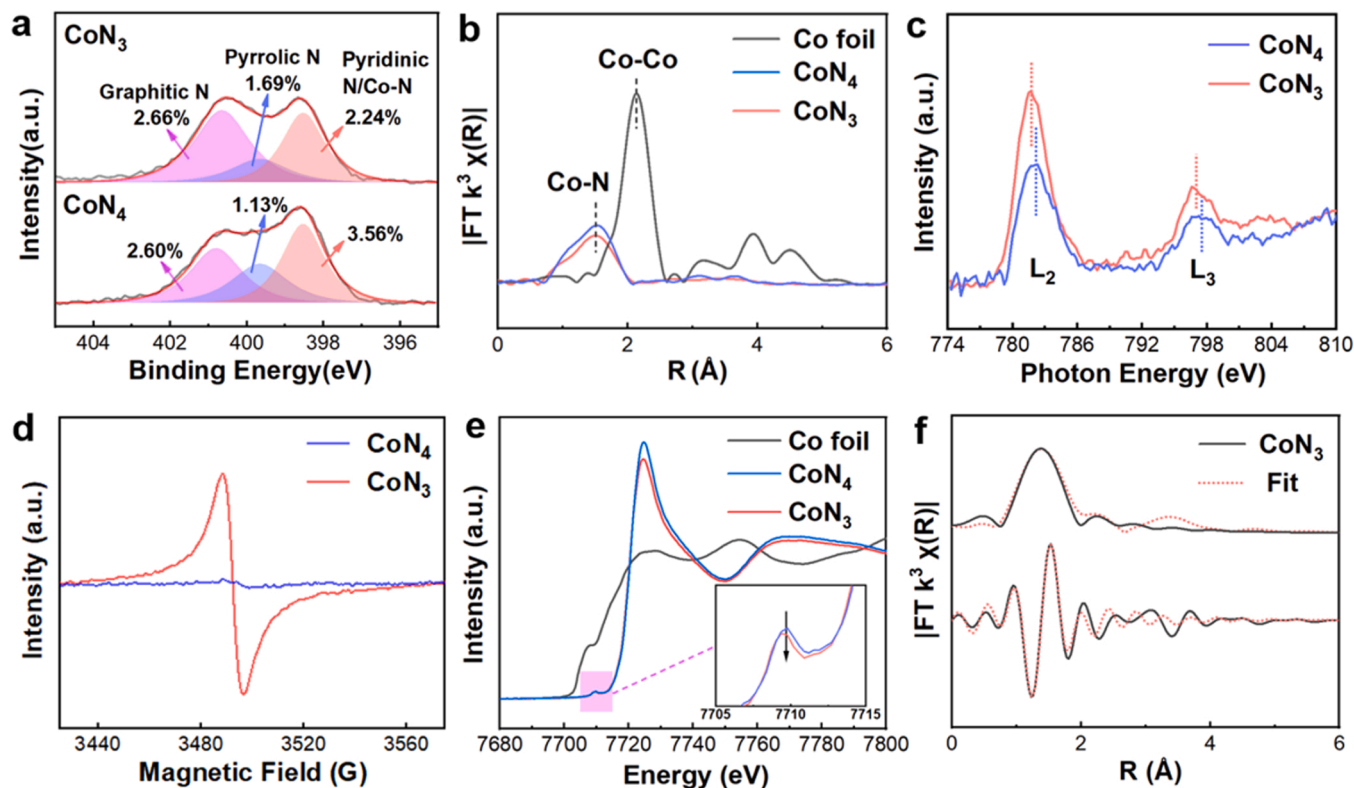 a
CoN3
Graphitic N
2.66%
Pyrrolic N
1.69%
Pyridinic
N/Co-N
2.24%
CoN4
2.60%
1.13%
3.56%
Intensity(a.u.)
404 402 400 398 396
Binding Energy(eV)
b
Co foil
CoN4
CoN3
Co-Co
Co-N
|FT k3 χ(R)|
0 2 4 6
R (Å)
c
CoN4
CoN3
L2
L3
Intensity (a.u.)
774 780 786 792 798 804 810
Photon Energy (eV)
d
CoN4
CoN3
Intensity (a.u.)
3440 3480 3520 3560
Magnetic Field (G)
e
Co foil
CoN4
CoN3
Intensity (a.u.)
7705 7710 7715
7680 7700 7720 7740 7760 7780 7800
Energy (eV)
f
CoN3
Fit
|FT k3 χ(R)|
0 2 4 6
R (Å)